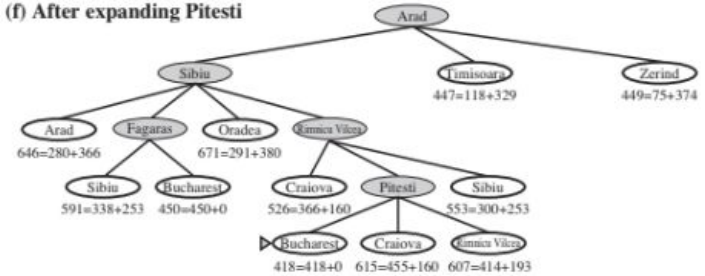 (f) After expanding Pitesti
Arad
Sibiu Timisoara Zerind
447=118+329 449=75+374
Arad Fagaras Oradea Rimnicu Vilcea
646=280+366 671=291+380
Sibiu Bucharest Craiova Pitesti Sibiu
591=338+253 450=450+0 526=366+160 553=300+253
Bucharest Craiova Rimnicu Vilcea
418=418+0 615=455+160 607=414+193